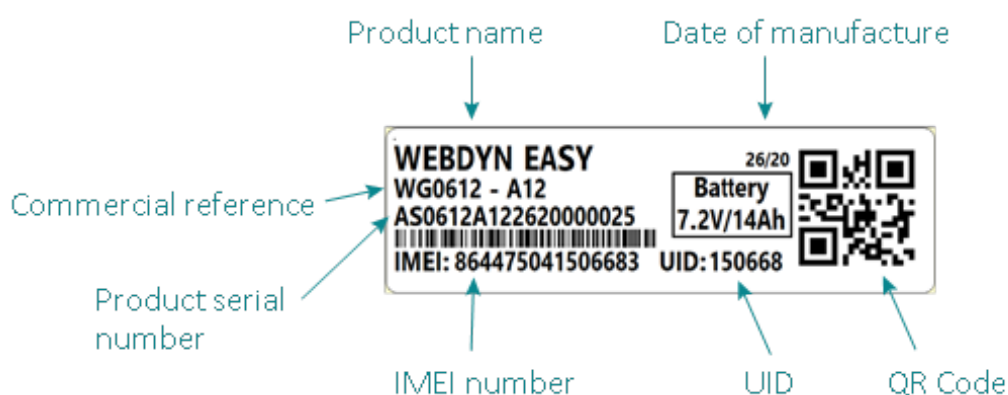 Product name
Date of manufacture
WEBDYN EASY
26/20
WG0612 - A12
Battery
7.2V/14Ah
Commercial reference
AS0612A122620000025
IMEI: 864475041506683 UID:150668
Product serial
number
IMEI number
UID
QR Code